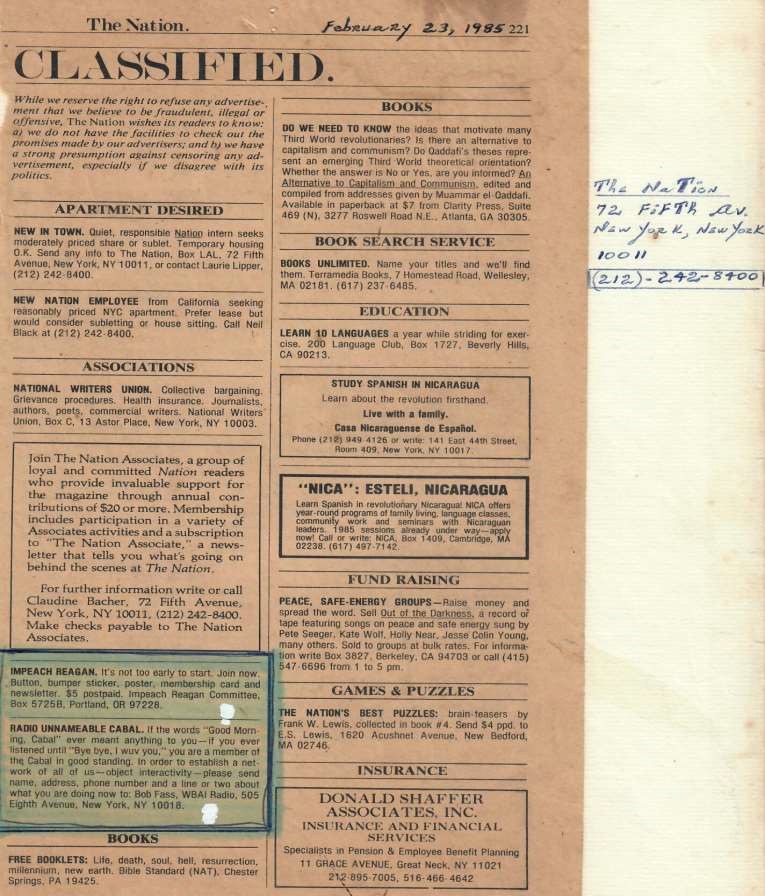 The Nation.
February 23, 1985 221
CLASSIFIED.
While we reserve the right to refuse any advertise-
ment that we believe to be fraudulent, illegal or
offensive, The Nation wishes its readers to know:
a) we do not have the facilities to check out the
promises made by our advertisers; and b) we have
a strong presumption against censoring any ad-
vertisement, especially if we disagree with its
politics.
APARTMENT DESIRED
NEW IN TOWN. Quiet, responsible Nation intern seeks
moderately priced share or sublet. Temporary housing
O.K. Send any info to The Nation, Box LAL, 72 Fifth
Avenue, New York, NY 10011, or contact Laurie Lipper,
(212) 242-8400.
NEW NATION EMPLOYEE from California seeking
reasonably priced NYC apartment. Prefer lease but
would consider subletting or house sitting. Call Neil
Black at (212) 242-8400.
ASSOCIATIONS
NATIONAL WRITERS UNION. Collective bargaining.
Grievance procedures. Health insurance. Journalists,
authors, poets, commercial writers. National Writers
Union, Box C, 13 Astor Place, New York, NY 10003.
Join The Nation Associates, a group of
loyal and committed Nation readers
who provide invaluable support for
the magazine through annual con-
tributions of $20 or more. Membership
includes participation in a variety of
Associates activities and a subscription
to "The Nation Associate," a news-
letter that tells you what's going on
behind the scenes at The Nation.
For further information write or call
Claudine Bacher, 72 Fifth Avenue,
New York, NY 10011, (212) 242-8400.
Make checks payable to The Nation
Associates.
IMPEACH REAGAN. It's not too early to start. Join now.
Button, bumper sticker, poster, membership card and
newsletter. $5 postpaid. Impeach Reagan Committee,
Box 5725B, Portland, OR 97228.
RADIO UNNAMEABLE CABAL. If the words "Good Morn-
ing, Cabal" ever meant anything to you—if you ever
listened until "Bye bye, I wuv you," you are a member of
the Cabal in good standing. In order to establish a net-
work of all of us—object interactivity—please send
name, address, phone number and a line or two about
what you are doing now to: Bob Fass, WBAI Radio, 505
Eighth Avenue, New York, NY 10018.
BOOKS
FREE BOOKLETS: Life, death, soul, hell, resurrection,
millennium, new earth. Bible Standard (NAT), Chester
Springs, PA 19425.
BOOKS
DO WE NEED TO KNOW the ideas that motivate many
Third World revolutionaries? Is there an alternative to
capitalism and communism? Do Qaddafi's theses repre-
sent an emerging Third World theoretical orientation?
Whether the answer is No or Yes, are you informed? An
Alternative to Capitalism and Communism, edited and
compiled from addresses given by Muammar el-Qaddafi.
Available in paperback at $7 from Clarity Press, Suite
469 (N), 3277 Roswell Road N.E., Atlanta, GA 30305.
BOOK SEARCH SERVICE
BOOKS UNLIMITED. Name your titles and we'll find
them. Terramedia Books, 7 Homestead Road, Wellesley,
MA 02181. (617) 237-6485.
EDUCATION
LEARN 10 LANGUAGES a year while striding for exer-
cise. 200 Language Club, Box 1727, Beverly Hills,
CA 90213.
STUDY SPANISH IN NICARAGUA
Learn about the revolution firsthand.
Live with a family.
Casa Nicaraguense de Español.
Phone (212) 949-4126 or write: 141 East 44th Street,
Room 409, New York, NY 10017.
"NICA": ESTELI, NICARAGUA
Learn Spanish in revolutionary Nicaragua! NICA offers
year-round programs of family living, language classes,
community work and seminars with Nicaraguan
leaders. 1985 sessions already under way—apply
now! Call or write: NICA, Box 1409, Cambridge, MA
02238. (617) 497-7142.
FUND RAISING
PEACE, SAFE-ENERGY GROUPS—Raise money and
spread the word. Sell Out of the Darkness, a record or
tape featuring songs on peace and safe energy sung by
Pete Seeger, Kate Wolf, Holly Near, Jesse Colin Young,
many others. Sold to groups at bulk rates. For informa-
tion write Box 3827, Berkeley, CA 94703 or call (415)
547-6696 from 1 to 5 pm.
GAMES & PUZZLES
THE NATION'S BEST PUZZLES: brain-teasers by
Frank W. Lewis, collected in book #4. Send $4 ppd. to
E.S. Lewis, 1620 Acushnet Avenue, New Bedford,
MA 02746.
INSURANCE
DONALD SHAFFER
ASSOCIATES, INC.
INSURANCE AND FINANCIAL
SERVICES
Specialists in Pension & Employee Benefit Planning
11 GRACE AVENUE, Great Neck, NY 11021
212-895-7005, 516-466-4642
The Nation
72 Fifth Av.
New York, New York
10011
(212)-242-8400